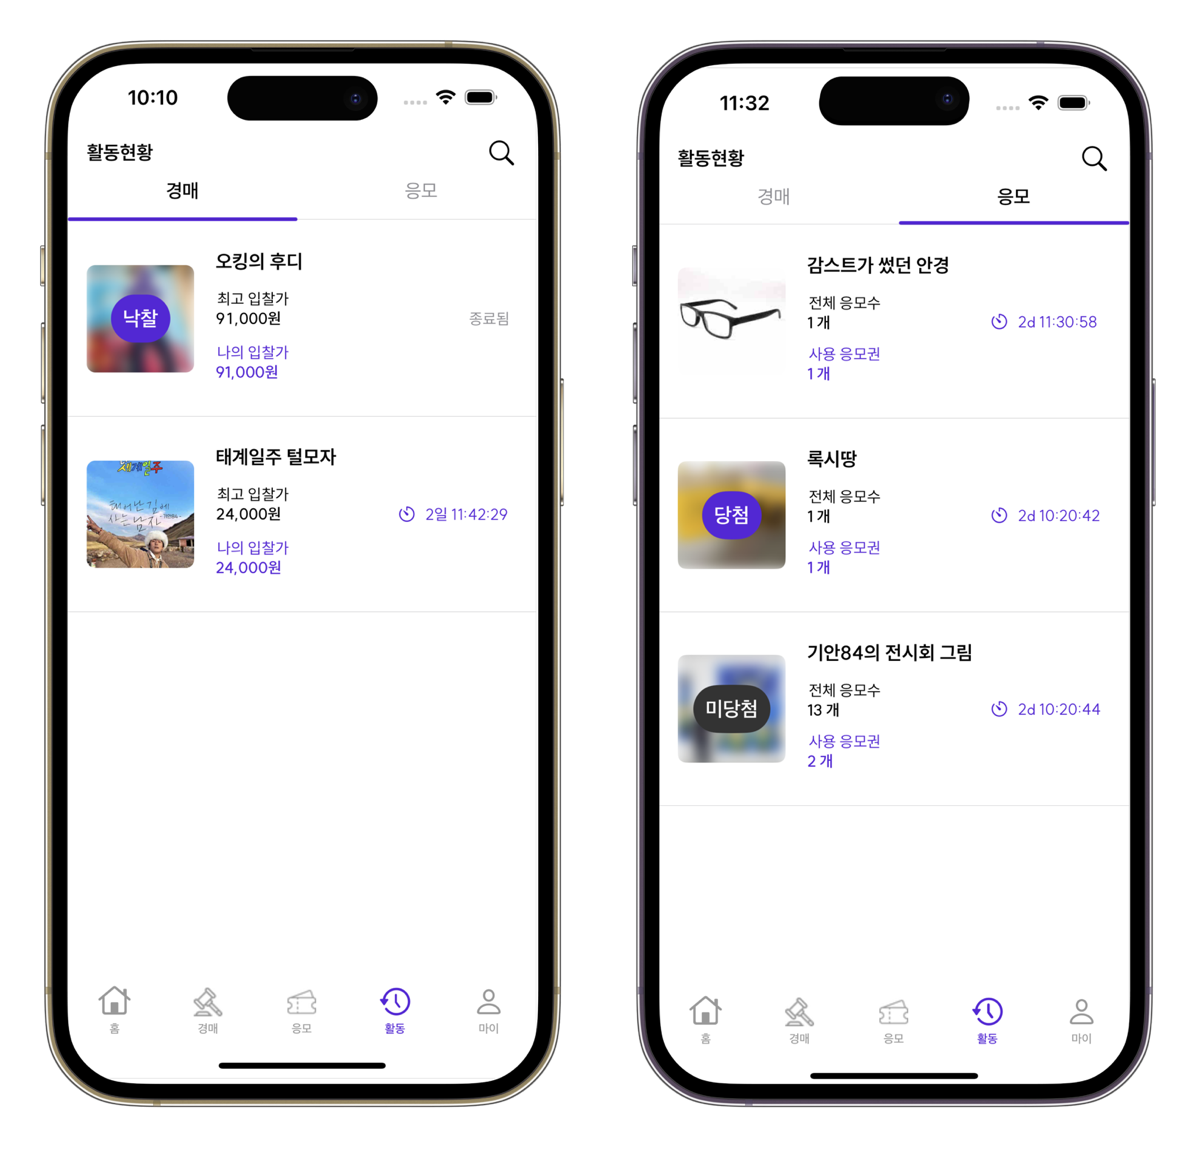 10:10
활동현황
경매
응모
오킹의 후디
최고 입찰가
91,000원
나의 입찰가
91,000원
낙찰
종료됨
태계일주 털모자
최고 입찰가
24,000원
나의 입찰가
24,000원
태어난 김에
사는 남자
2일 11:42:29
홈
경매
응모
활동
마이
11:32
활동현황
경매
응모
감스트가 썼던 안경
전체 응모수
1 개
사용 응모권
1 개
2d 11:30:58
록시땅
전체 응모수
1 개
사용 응모권
1 개
당첨
2d 10:20:42
기안84의 전시회 그림
전체 응모수
13 개
사용 응모권
2 개
미당첨
2d 10:20:44
홈
경매
응모
활동
마이